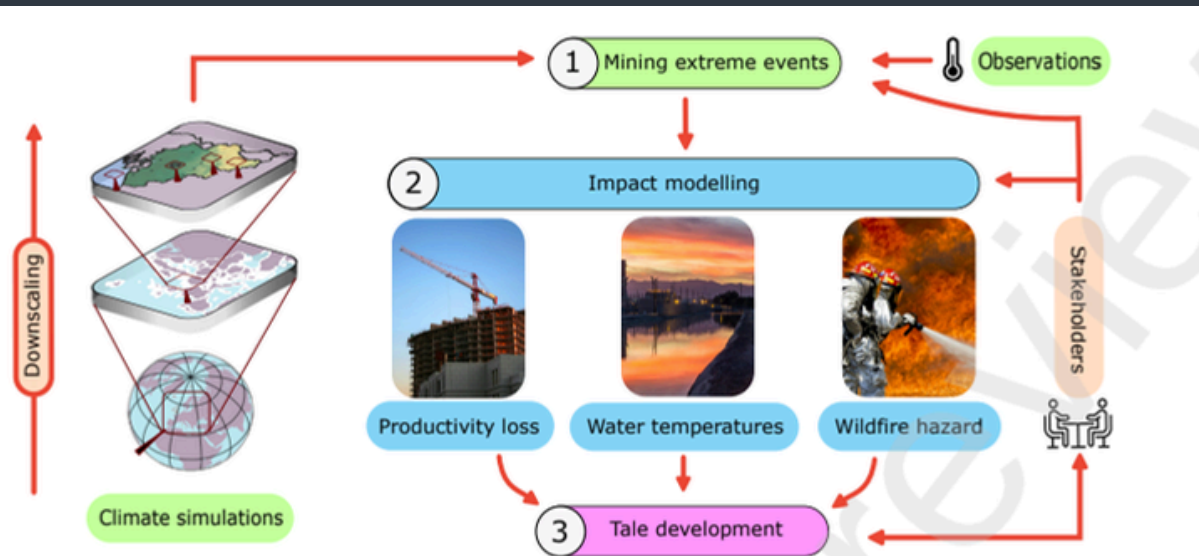 1 Mining extreme events
Observations
2 Impact modelling
Downscaling
Stakeholders
Productivity loss
Water temperatures
Wildfire hazard
Climate simulations
3 Tale development